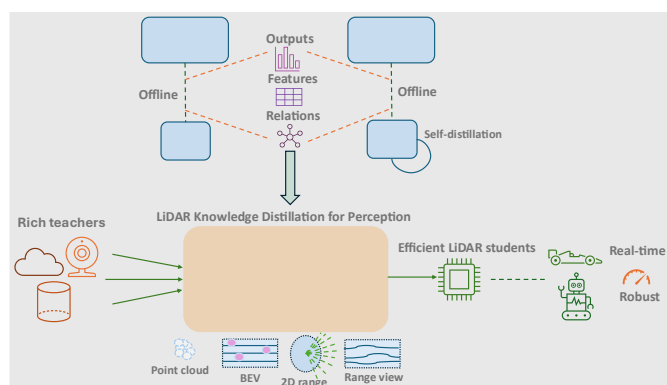 Outputs
Features
Relations
Offline
Offline
Self-distillation
LiDAR Knowledge Distillation for Perception
Rich teachers
Efficient LiDAR students
Real-time
Robust
Point cloud
BEV
2D range
Range view